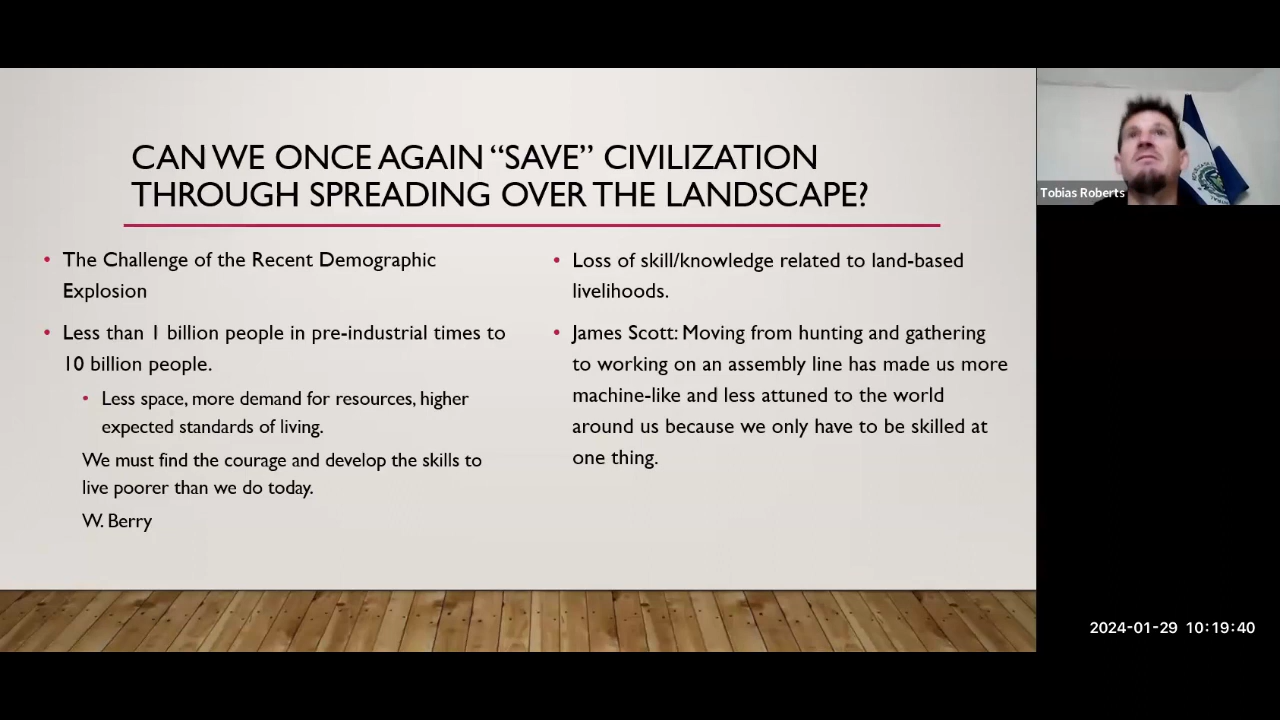 CAN WE ONCE AGAIN “SAVE” CIVILIZATION
THROUGH SPREADING OVER THE LANDSCAPE?
• The Challenge of the Recent Demographic
Explosion
• Less than 1 billion people in pre-industrial times to
10 billion people.
• Less space, more demand for resources, higher
expected standards of living.
We must find the courage and develop the skills to
live poorer than we do today.
W. Berry
• Loss of skill/knowledge related to land-based
livelihoods.
• James Scott: Moving from hunting and gathering
to working on an assembly line has made us more
machine-like and less attuned to the world
around us because we only have to be skilled at
one thing.
Tobias Roberts
2024-01-29 10:19:40